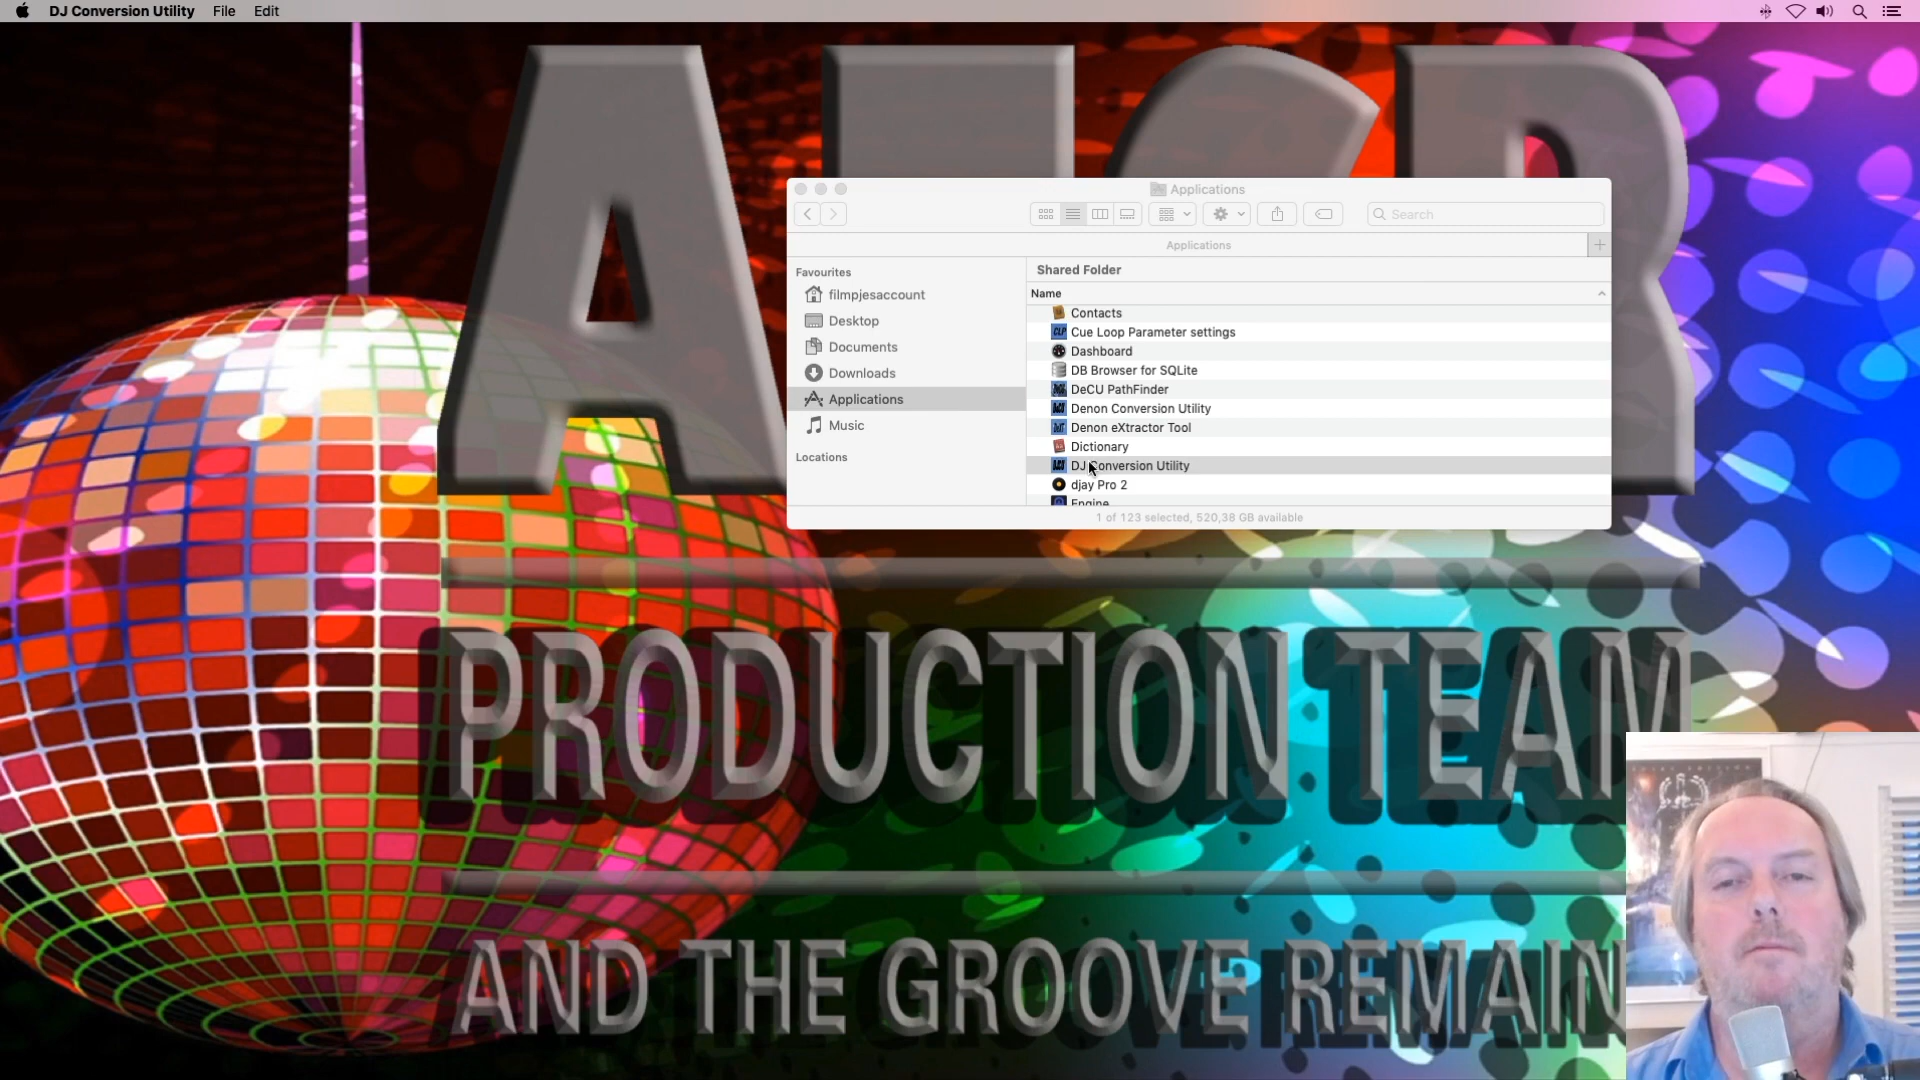 DJ Conversion Utility File Edit
Applications
Search
Applications
Favourites
filmpjesaccount
Desktop
Documents
Downloads
Applications
Music
Locations
Shared Folder
Name
Contacts
Cue Loop Parameter settings
Dashboard
DB Browser for SQLite
DeCU PathFinder
Denon Conversion Utility
Denon eXtractor Tool
Dictionary
DJ Conversion Utility
djay Pro 2
Engine
1 of 123 selected, 520,38 GB available
PRODUCTION TEAM
AND THE GROOVE REMAIN